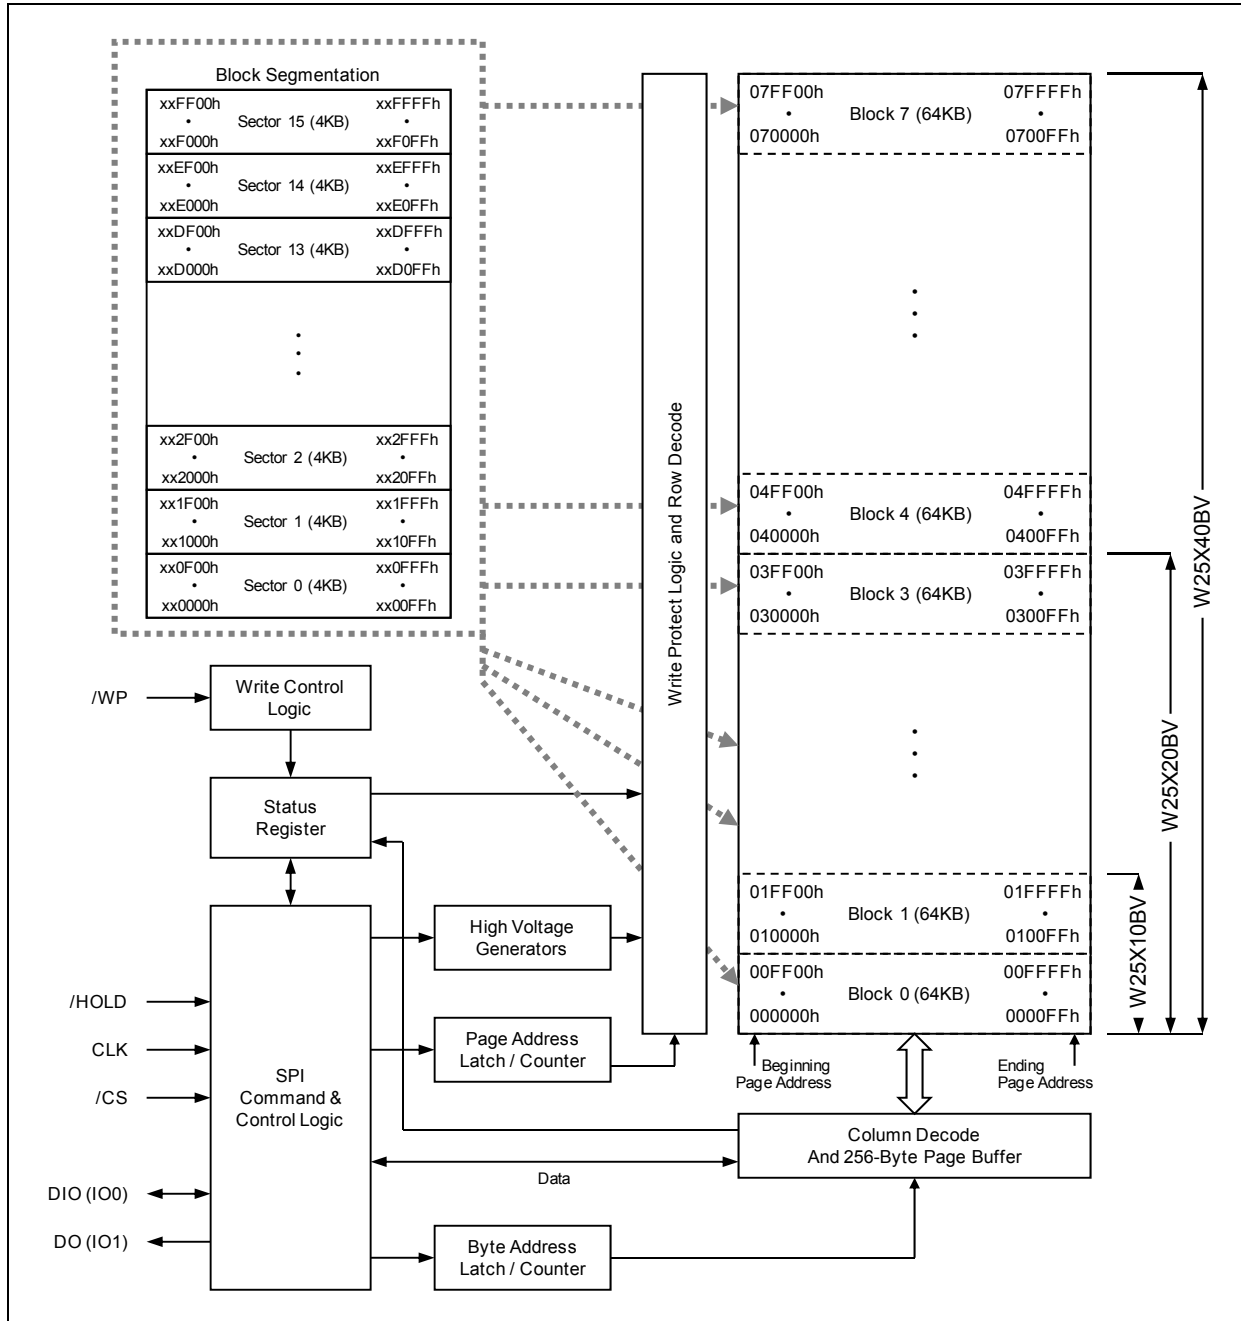 Block Segmentation
xxFF00h xxFFFFh
• Sector 15 (4KB) •
xxF000h xxF0FFh
xxEF00h xxEFFFh
• Sector 14 (4KB) •
xxE000h xxE0FFh
xxDF00h xxDFFFh
• Sector 13 (4KB) •
xxD000h xxD0FFh
xx2F00h xx2FFFh
• Sector 2 (4KB) •
xx2000h xx20FFh
xx1F00h xx1FFFh
• Sector 1 (4KB) •
xx1000h xx10FFh
xx0F00h xx0FFFh
• Sector 0 (4KB) •
xx0000h xx00FFh
Write Protect Logic and Row Decode
07FF00h 07FFFFh
• Block 7 (64KB) •
070000h 0700FFh
04FF00h 04FFFFh
• Block 4 (64KB) •
040000h 0400FFh
03FF00h 03FFFFh
• Block 3 (64KB) •
030000h 0300FFh
01FF00h 01FFFFh
• Block 1 (64KB) •
010000h 0100FFh
00FF00h 00FFFFh
• Block 0 (64KB) •
000000h 0000FFh
W25X10BV
W25X20BV
W25X40BV
Beginning
Page Address
Ending
Page Address
/WP
Write Control
Logic
Status
Register
High Voltage
Generators
/HOLD
CLK
/CS
DIO (IO0)
DO (IO1)
SPI
Command &
Control Logic
Page Address
Latch / Counter
Column Decode
And 256-Byte Page Buffer
Data
Byte Address
Latch / Counter